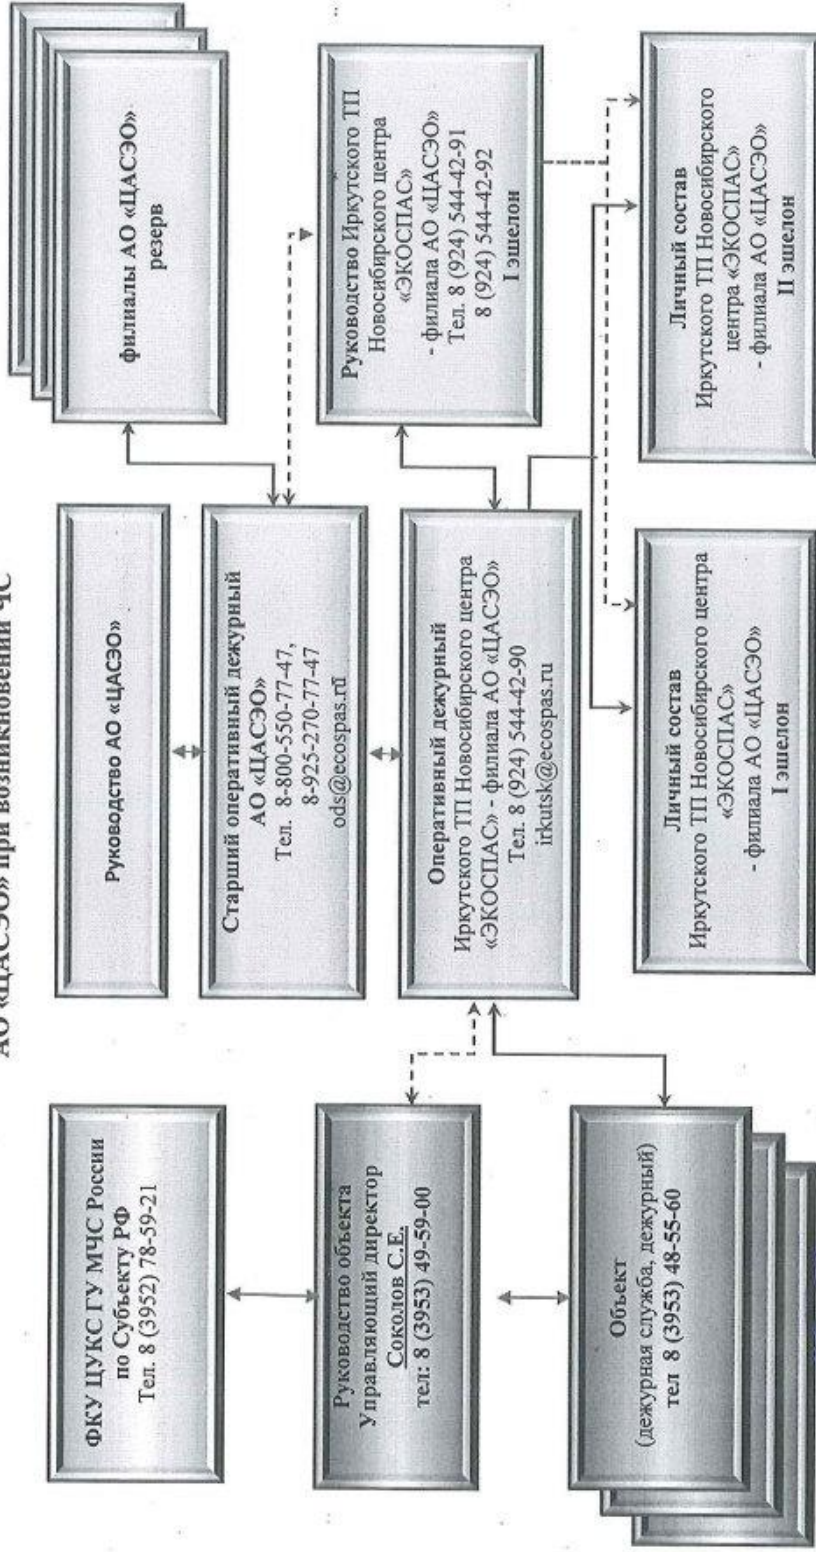 АО «ЦАСЭО» при возникновении ЧС
ФКУ ЦУКС ГУ МЧС России
по Субъекту РФ
Тел. 8 (3952) 78-59-21
Руководство объекта
Управляющий директор
Соколов С.Е.
тел: 8 (3953) 49-59-00
Объект
(дежурная служба, дежурный)
тел 8 (3953) 48-55-60
Руководство АО «ЦАСЭО»
Старший оперативный дежурный
АО «ЦАСЭО»
Тел. 8-800-550-77-47,
8-925-270-77-47
ods@ecospas.ru
Оперативный дежурный
Иркутского ТП Новосибирского центра
«ЭКОСПАС» - филиала АО «ЦАСЭО»
Тел. 8 (924) 544-42-90
irkutsk@ecospas.ru
Личный состав
Иркутского ТП Новосибирского центра
«ЭКОСПАС»
- филиала АО «ЦАСЭО»
I эшелон
филиалы АО «ЦАСЭО»
резерв
Руководство Иркутского ТП
Новосибирского центра
«ЭКОСПАС»
- филиала АО «ЦАСЭО»
Тел. 8 (924) 544-42-91
8 (924) 544-42-92
I эшелон
Личный состав
Иркутского ТП Новосибирского
центра «ЭКОСПАС»
- филиала АО «ЦАСЭО»
II эшелон